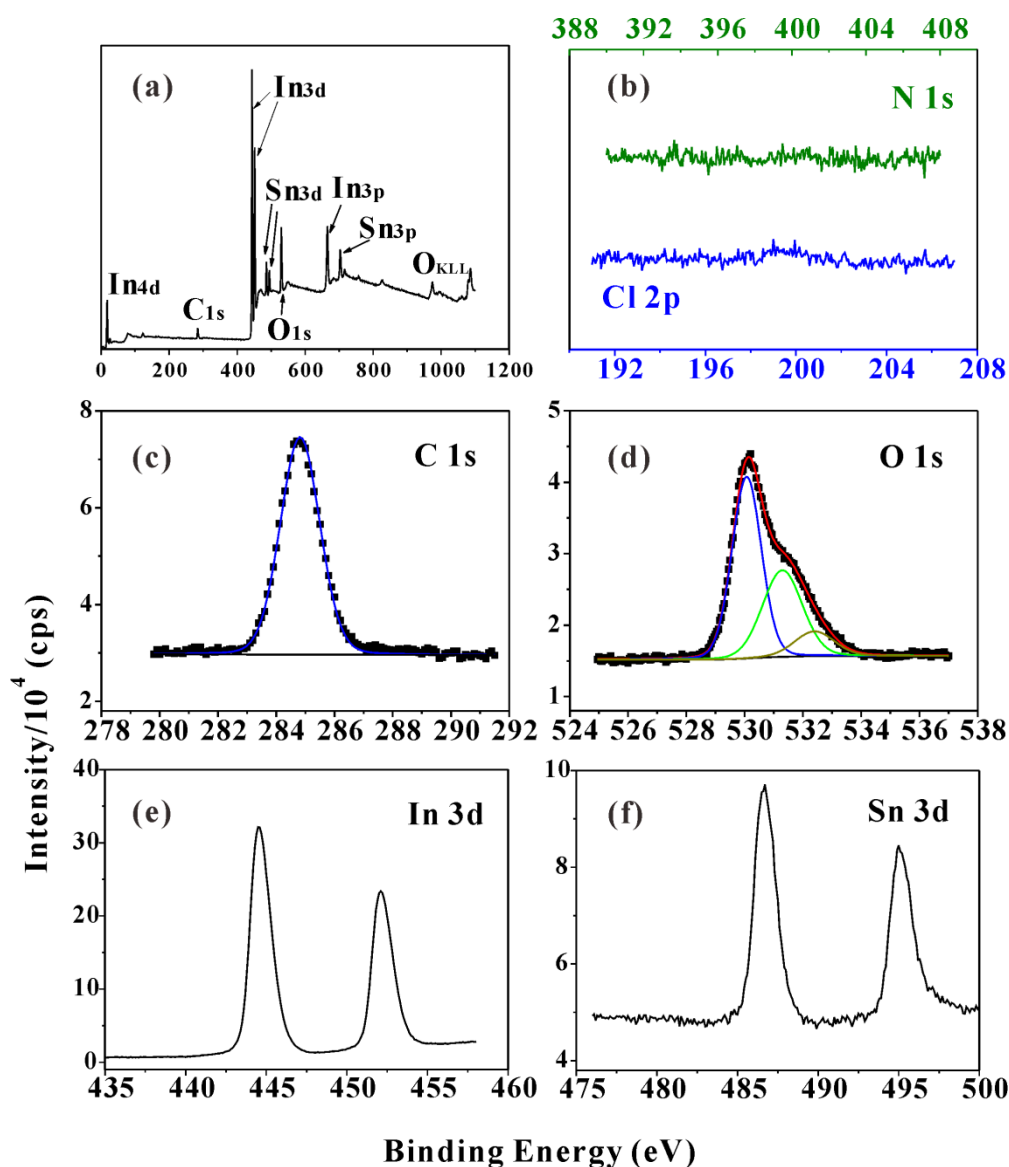 388 392 396 400 404 408
(a)
In3d
Sn3d
In3p
Sn3p
OKLL
In4d
C1s
O1s
0 200 400 600 800 1000 1200
(b)
N 1s
Cl 2p
192 196 200 204 208
(c)
C 1s
8
6
4
2
278 280 282 284 286 288 290 292
(d)
O 1s
5
4
3
2
1
524 526 528 530 532 534 536 538
(e)
In 3d
40
30
20
10
0
435 440 445 450 455 460
(f)
Sn 3d
10
8
6
4
475 480 485 490 495 500
Intensity/10⁴ (cps)
Binding Energy (eV)